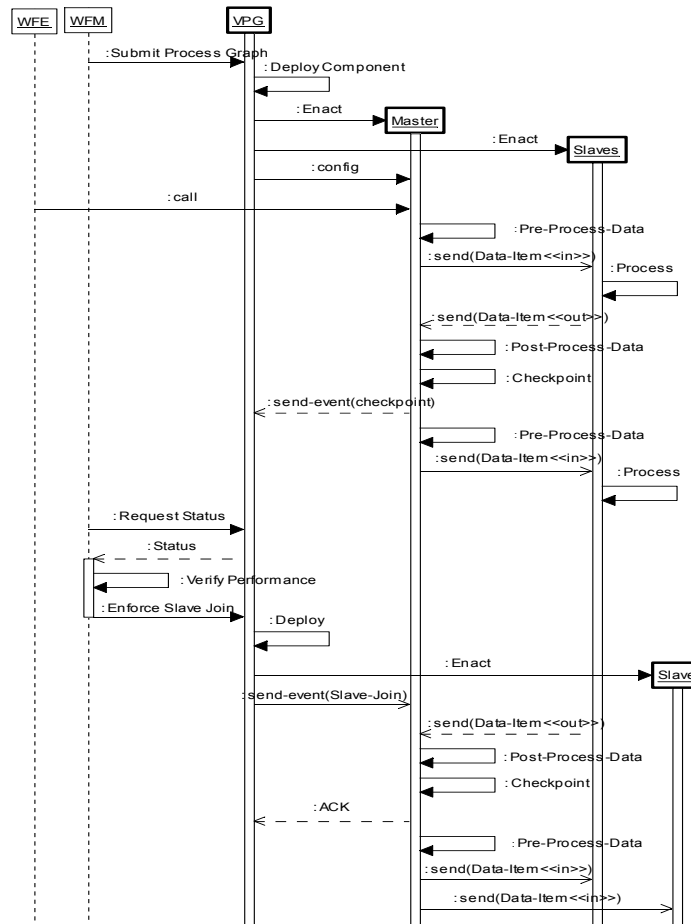 WFE
WFM
VPG
:Submit Process Graph
:Deploy Component
:Enact
Master
:Enact
Slaves
:config
:call
:Pre-Process-Data
:send(Data-Item<<in>>)
:Process
:send(Data-Item<<out>>)
:Post-Process-Data
:Checkpoint
:send-event(checkpoint)
:Pre-Process-Data
:send(Data-Item<<in>>)
:Process
:Request Status
:Status
:Verify Performance
:Enforce Slave Join
:Deploy
:Enact
Slave
:send-event(Slave-Join)
:send(Data-Item<<out>>)
:Post-Process-Data
:Checkpoint
:ACK
:Pre-Process-Data
:send(Data-Item<<in>>)
:send(Data-Item<<in>>)